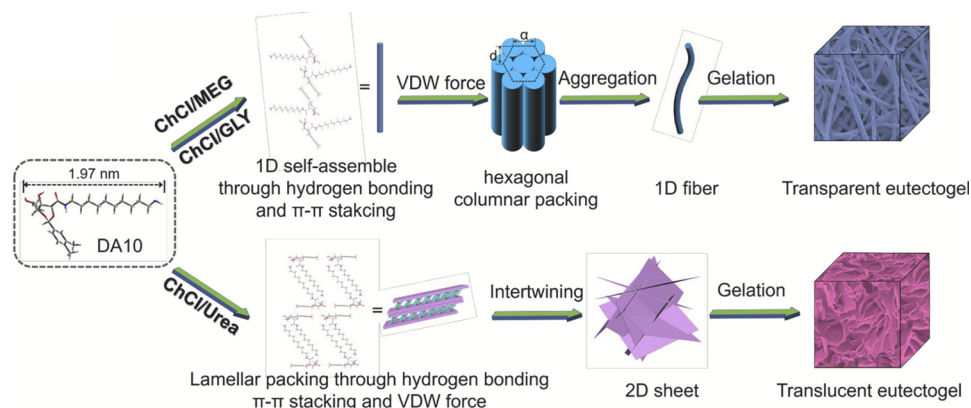 ChCl/MEG
ChCl/GLY
VDW force
Aggregation
Gelation
=
α
d
1D self-assemble
through hydrogen bonding
and π-π stakcing
hexagonal
columnar packing
1D fiber
Transparent eutectogel
1.97 nm
DA10
ChCl/Urea
=
Intertwining
Gelation
Lamellar packing through hydrogen bonding
π-π stacking and VDW force
2D sheet
Translucent eutectogel